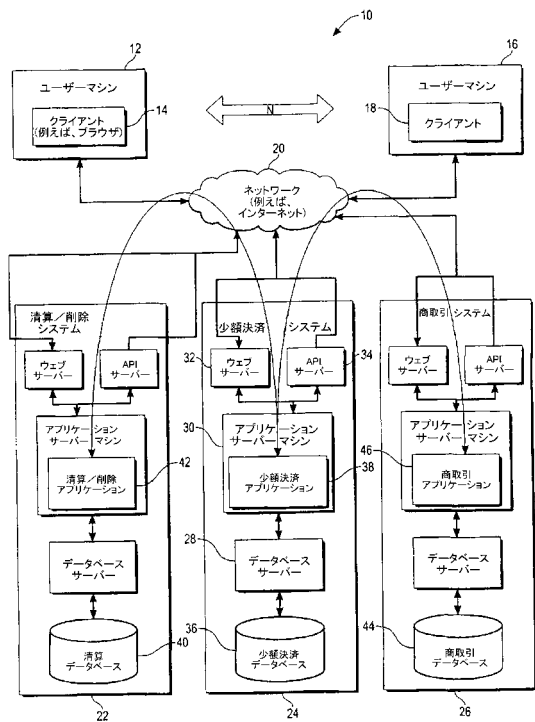 10
12
16
ユーザーマシン
ユーザーマシン
14
クライアント
(例えば、ブラウザ)
N
18
クライアント
20
ネットワーク
(例えば、
インターネット)
清算/削除
システム
少額決済
システム
商取引
システム
ウェブ
サーバー
API
サーバー
32
ウェブ
サーバー
API
サーバー
34
ウェブ
サーバー
API
サーバー
30
アプリケーション
サーバーマシン
アプリケーション
サーバーマシン
アプリケーション
サーバーマシン
清算/削除
アプリケーション
42
少額決済
アプリケーション
38
46
商取引
アプリケーション
データベース
サーバー
28
データベース
サーバー
データベース
サーバー
清算
データベース
40
36
少額決済
データベース
44
商取引
データベース
22
24
26